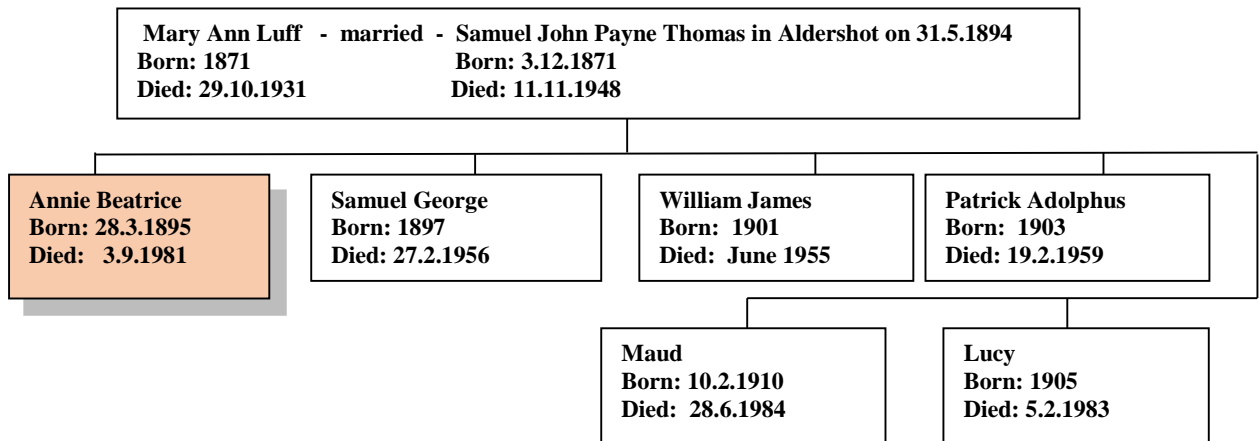 Mary Ann Luff - married - Samuel John Payne Thomas in Aldershot on 31.5.1894
Born: 1871 Born: 3.12.1871
Died: 29.10.1931 Died: 11.11.1948
Annie Beatrice
Born: 28.3.1895
Died: 3.9.1981
Samuel George
Born: 1897
Died: 27.2.1956
William James
Born: 1901
Died: June 1955
Patrick Adolphus
Born: 1903
Died: 19.2.1959
Maud
Born: 10.2.1910
Died: 28.6.1984
Lucy
Born: 1905
Died: 5.2.1983